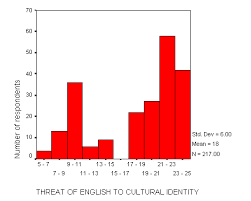 70
60
50
40
30
20
10
0
Number of respondents
5 - 7
9 - 11
13 - 15
17 - 19
21 - 23
7 - 9
11 - 13
15 - 17
19 - 21
23 - 25
Std. Dev = 6.00
Mean = 18
N = 217.00
THREAT OF ENGLISH TO CULTURAL IDENTITY